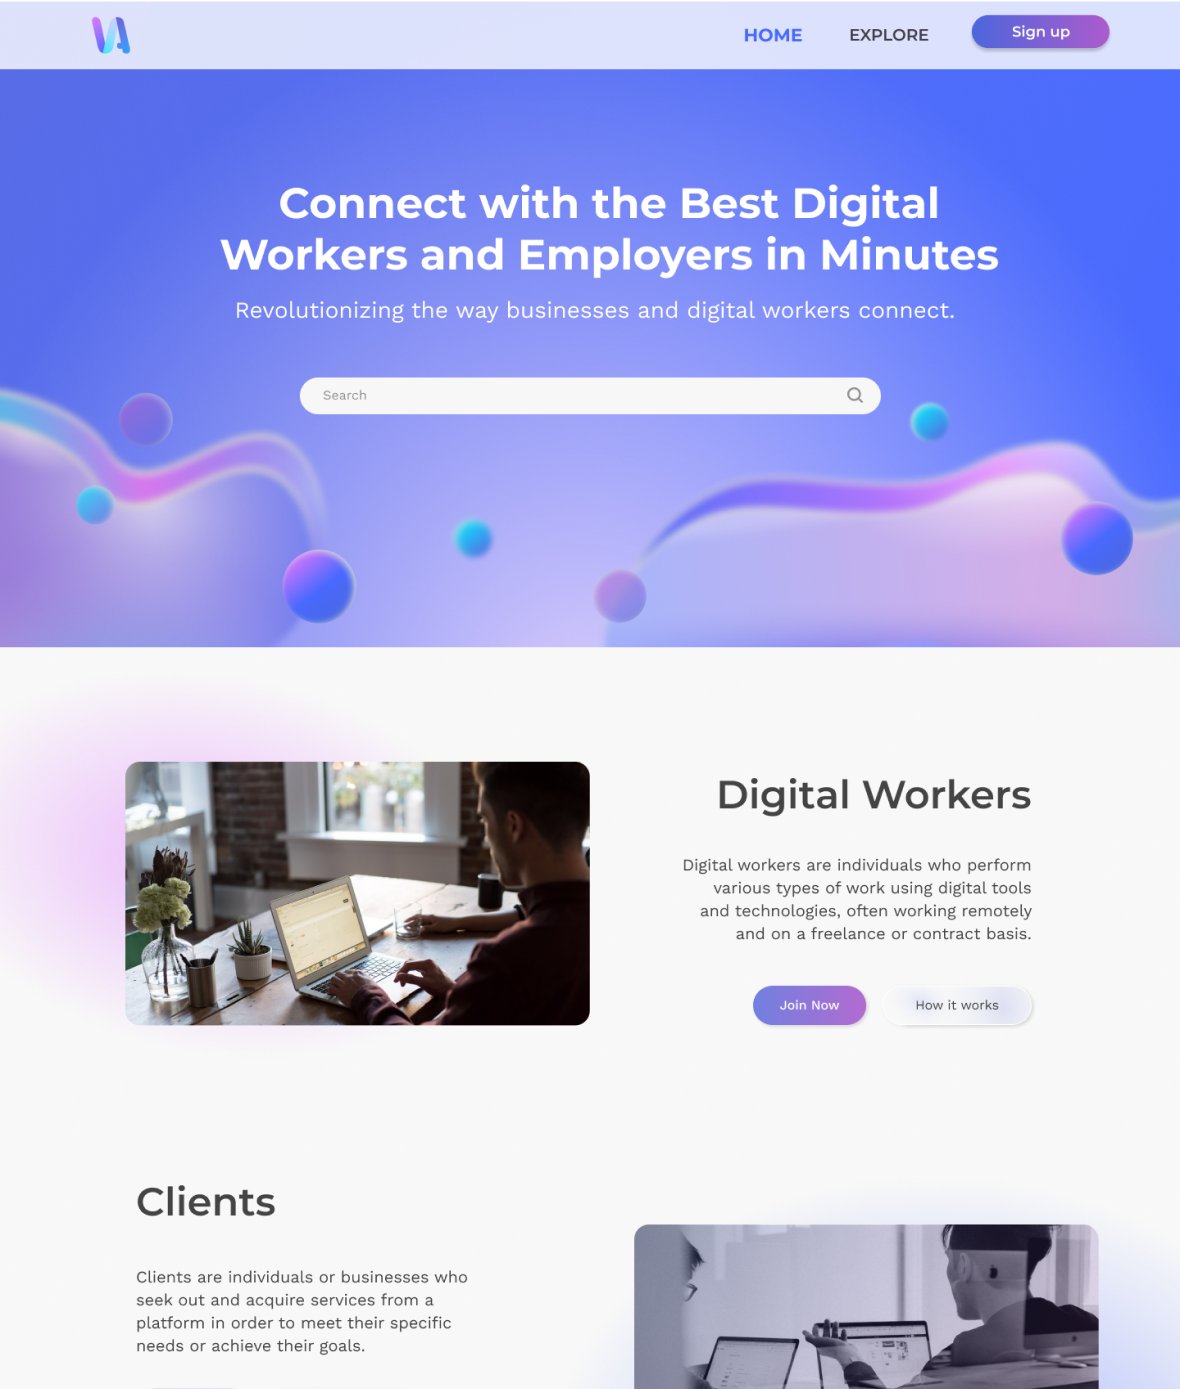 VA
HOME
EXPLORE
Sign up
Connect with the Best Digital
Workers and Employers in Minutes
Revolutionizing the way businesses and digital workers connect.
Search
Digital Workers
Digital workers are individuals who perform
various types of work using digital tools
and technologies, often working remotely
and on a freelance or contract basis.
Join Now
How it works
Clients
Clients are individuals or businesses who
seek out and acquire services from a
platform in order to meet their specific
needs or achieve their goals.